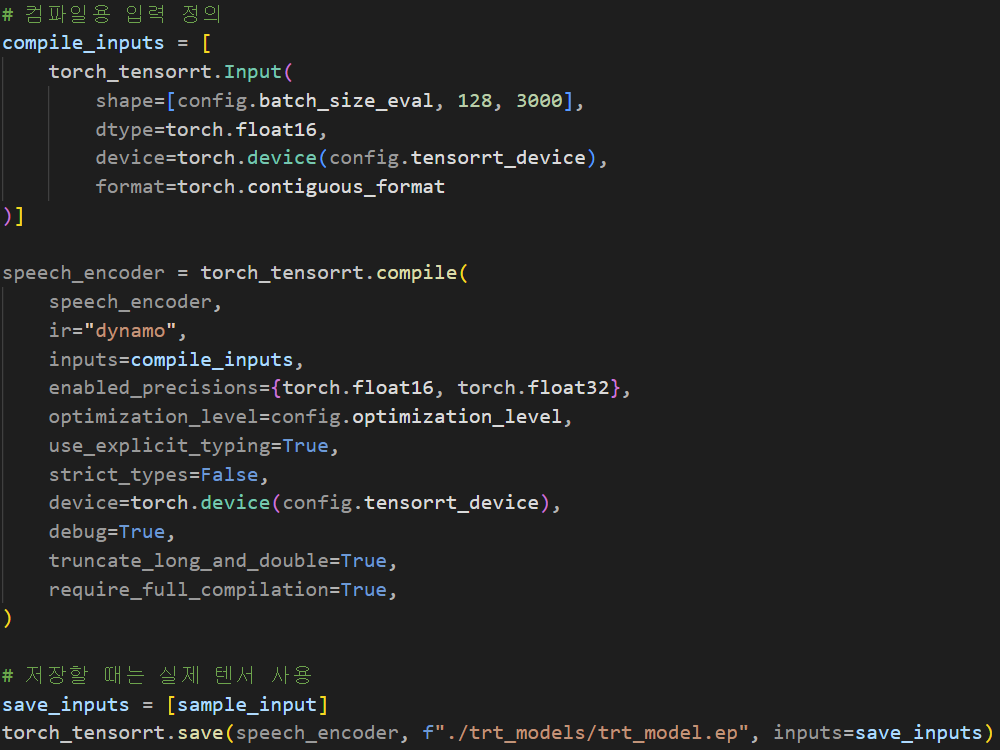 # 컴파일용 입력 정의
compile_inputs = [
    torch_tensorrt.Input(
        shape=[config.batch_size_eval, 128, 3000],
        dtype=torch.float16,
        device=torch.device(config.tensorrt_device),
        format=torch.contiguous_format
)]

speech_encoder = torch_tensorrt.compile(
    speech_encoder,
    ir="dynamo",
    inputs=compile_inputs,
    enabled_precisions={torch.float16, torch.float32},
    optimization_level=config.optimization_level,
    use_explicit_typing=True,
    strict_types=False,
    device=torch.device(config.tensorrt_device),
    debug=True,
    truncate_long_and_double=True,
    require_full_compilation=True,
)

# 저장할 때는 실제 텐서 사용
save_inputs = [sample_input]
torch_tensorrt.save(speech_encoder, f"./trt_models/trt_model.ep", inputs=save_inputs)